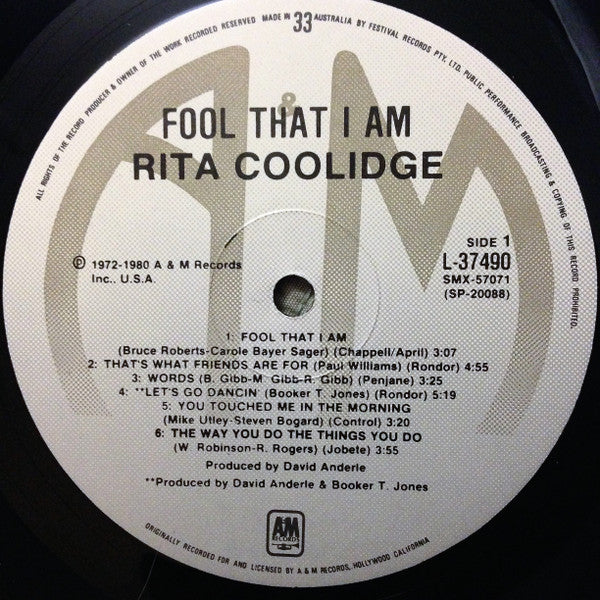 ALL RIGHTS OF THE RECORD PRODUCER & OWNER OF THE WORK RECORDED RESERVED MADE IN 33 AUSTRALIA BY FESTIVAL RECORDS PTY. LTD. PUBLIC PERFORMANCE BROADCASTING & COPYING OF THIS RECORD PROHIBITED.
A&M
FOOL THAT I AM
RITA COOLIDGE
SIDE 1
L-37490
SMX-57071
(SP-20088)
℗ 1972-1980 A & M Records
Inc., U.S.A.
1: FOOL THAT I AM
(Bruce Roberts-Carole Bayer Sager) (Chappell/April) 3:07
2: THAT'S WHAT FRIENDS ARE FOR (Paul Williams) (Rondor) 4:55
3: WORDS (B. Gibb-M. Gibb-R. Gibb) (Penjane) 3:25
4: **LET'S GO DANCIN' (Booker T. Jones) (Rondor) 5:19
5: YOU TOUCHED ME IN THE MORNING
(Mike Utley-Steven Bogard) (Control) 3:20
6: THE WAY YOU DO THE THINGS YOU DO
(W. Robinson-R. Rogers) (Jobete) 3:55
Produced by David Anderle
**Produced by David Anderle & Booker T. Jones
A&M
RECORDS
ORIGINALLY RECORDED FOR AND LICENSED BY A & M RECORDS, HOLLYWOOD CALIFORNIA